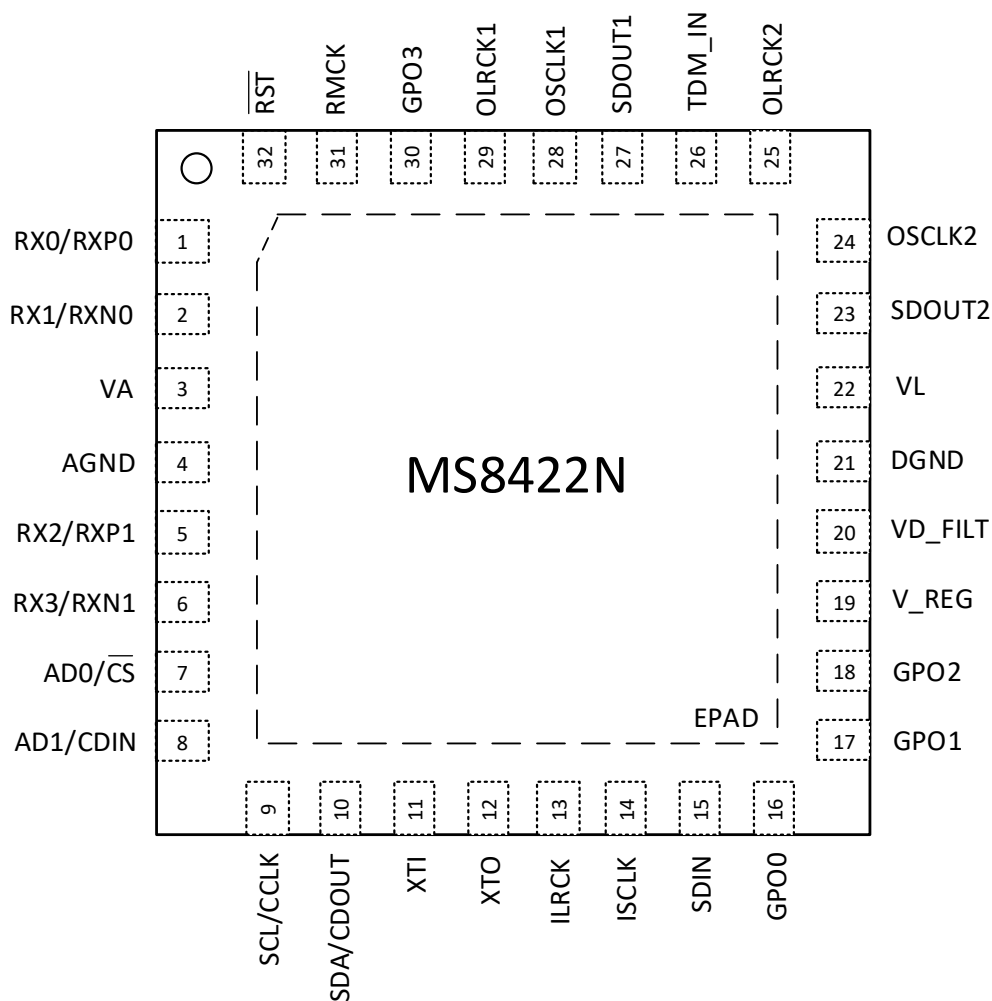 RST
RMCK
GPO3
OLRCK1
OSCLK1
SDOUT1
TDM_IN
OLRCK2
32
31
30
29
28
27
26
25
RX0/RXP0 1
RX1/RXN0 2
VA 3
AGND 4
RX2/RXP1 5
RX3/RXN1 6
AD0/CS 7
AD1/CDIN 8
MS8422N
EPAD
24 OSCLK2
23 SDOUT2
22 VL
21 DGND
20 VD_FILT
19 V_REG
18 GPO2
17 GPO1
9
10
11
12
13
14
15
16
SCL/CCLK
SDA/CDOUT
XTI
XTO
ILRCK
ISCLK
SDIN
GPO0